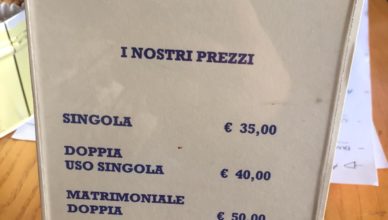 I NOSTRI PREZZI
SINGOLA € 35,00
DOPPIA
USO SINGOLA € 40,00
MATRIMONIALE
DOPPIA € 50,00